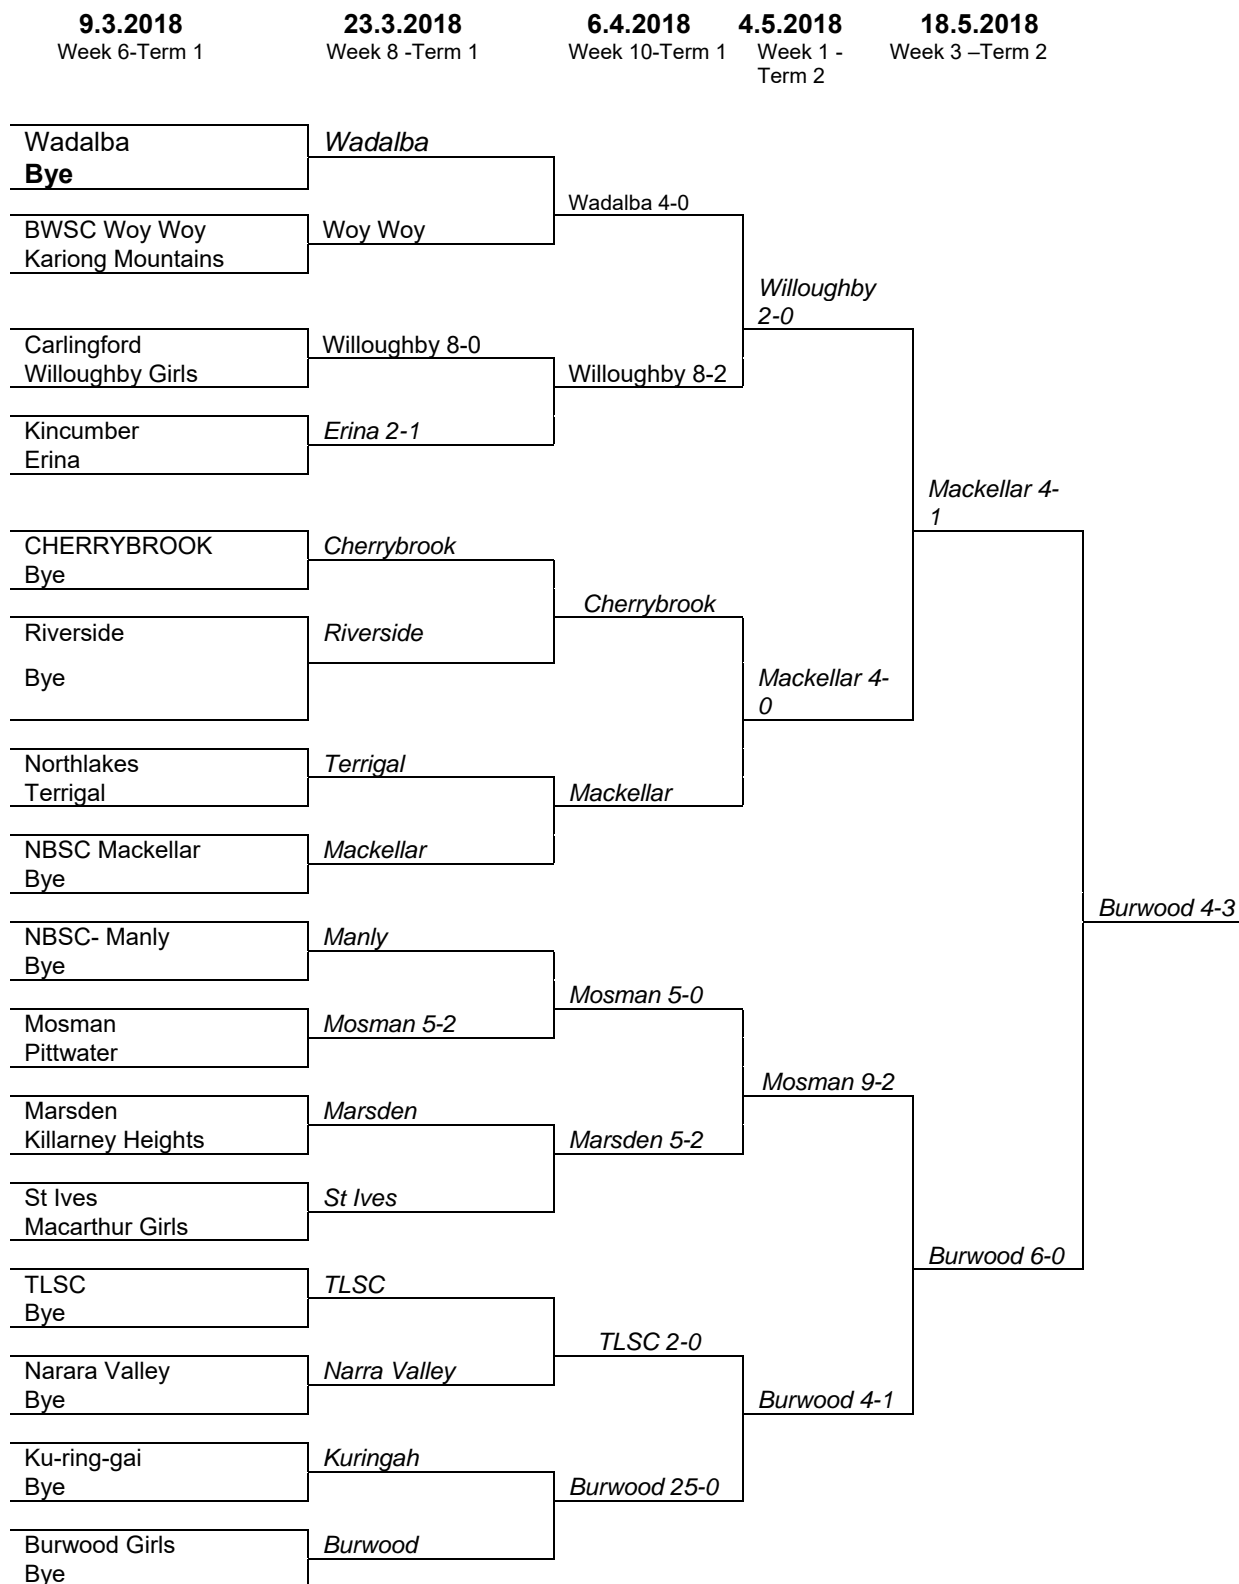 9.3.2018
Week 6-Term 1
23.3.2018
Week 8 -Term 1
6.4.2018
Week 10-Term 1
4.5.2018
Week 1 -
Term 2
18.5.2018
Week 3 –Term 2
Wadalba
Bye
BWSC Woy Woy
Kariong Mountains
Carlingford
Willoughby Girls
Kincumber
Erina
CHERRYBROOK
Bye
Riverside
Bye
Northlakes
Terrigal
NBSC Mackellar
Bye
NBSC- Manly
Bye
Mosman
Pittwater
Marsden
Killarney Heights
St Ives
Macarthur Girls
TLSC
Bye
Narara Valley
Bye
Ku-ring-gai
Bye
Burwood Girls
Bye
Wadalba
Woy Woy
Willoughby 8-0
Erina 2-1
Cherrybrook
Riverside
Terrigal
Mackellar
Manly
Mosman 5-2
Marsden
St Ives
TLSC
Narra Valley
Kuringah
Burwood
Wadalba 4-0
Willoughby 8-2
Cherrybrook
Mackellar
Mosman 5-0
Marsden 5-2
TLSC 2-0
Burwood 25-0
Willoughby
2-0
Mackellar 4-
0
Mosman 9-2
Burwood 4-1
Mackellar 4-
1
Burwood 6-0
Burwood 4-3